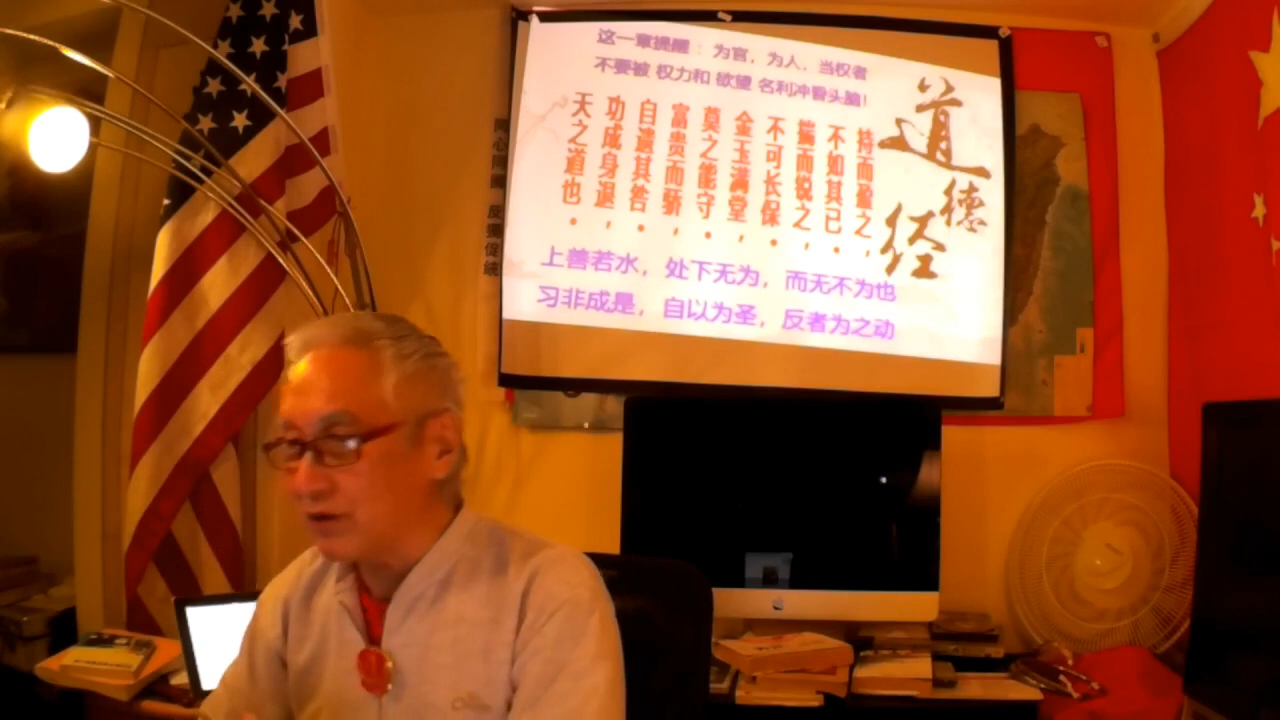 这一章提醒：为官，为人、当权者
不要被 权力和 欲望 名利冲昏头脑！
道德经
持而盈之，
不如其已。
揣而锐之，
不可长保。
金玉满堂，
莫之能守。
富贵而骄，
自遗其咎。
功成身退，
天之道也。
上善若水，处下无为，而无不为也
习非成是，自以为圣，反者为之动
反獨促統